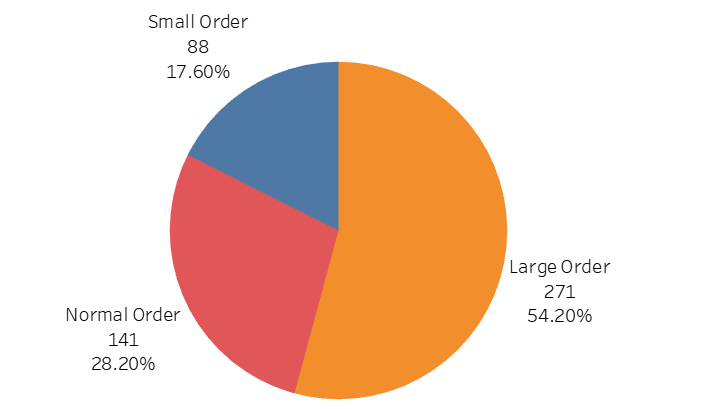 Small Order
88
17.60%
Large Order
271
54.20%
Normal Order
141
28.20%